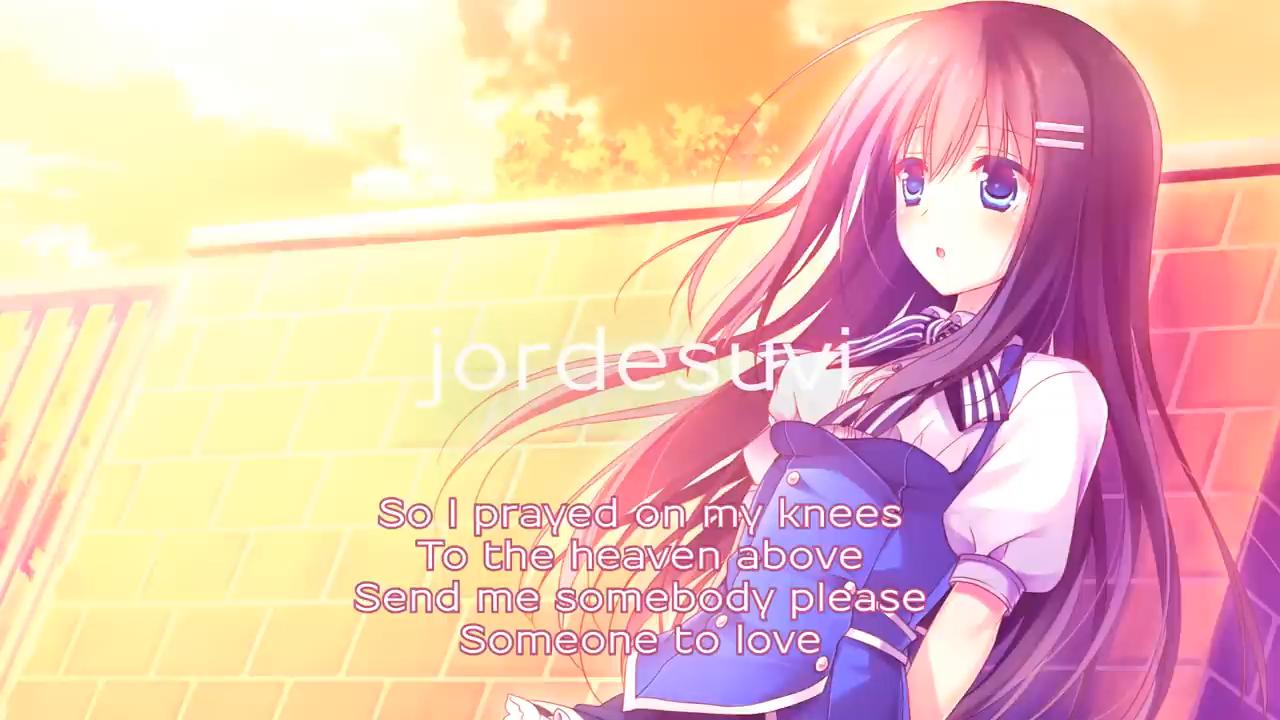 jordesuvi
So I prayed on my knees
To the heaven above
Send me somebody please
Someone to love